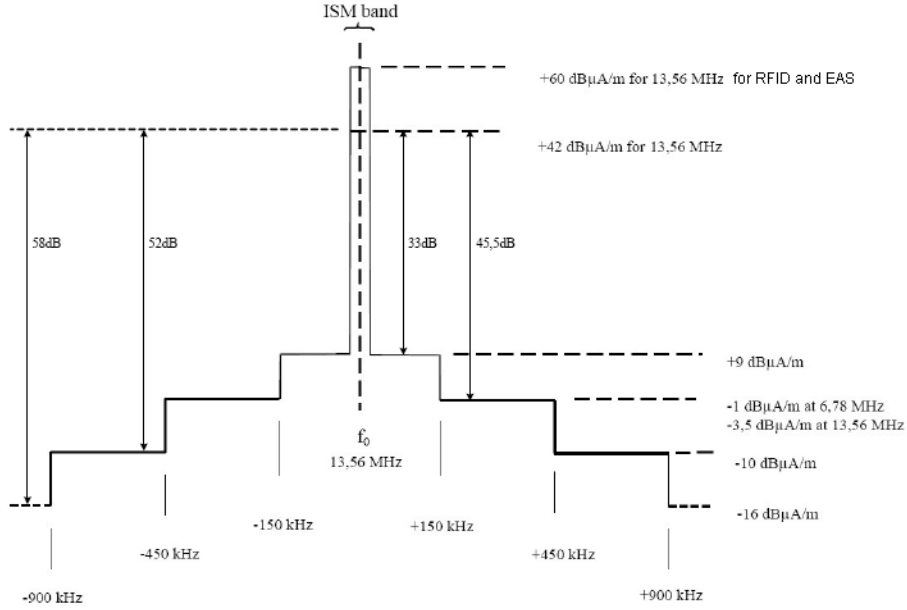 ISM band
+60 dBµA/m for 13,56 MHz for RFID and EAS
+42 dBµA/m for 13,56 MHz
58dB
52dB
33dB
45,5dB
+9 dBµA/m
-1 dBµA/m at 6,78 MHz
-3,5 dBµA/m at 13,56 MHz
f₀
13,56 MHz
-10 dBµA/m
-16 dBµA/m
-150 kHz
+150 kHz
-450 kHz
+450 kHz
-900 kHz
+900 kHz